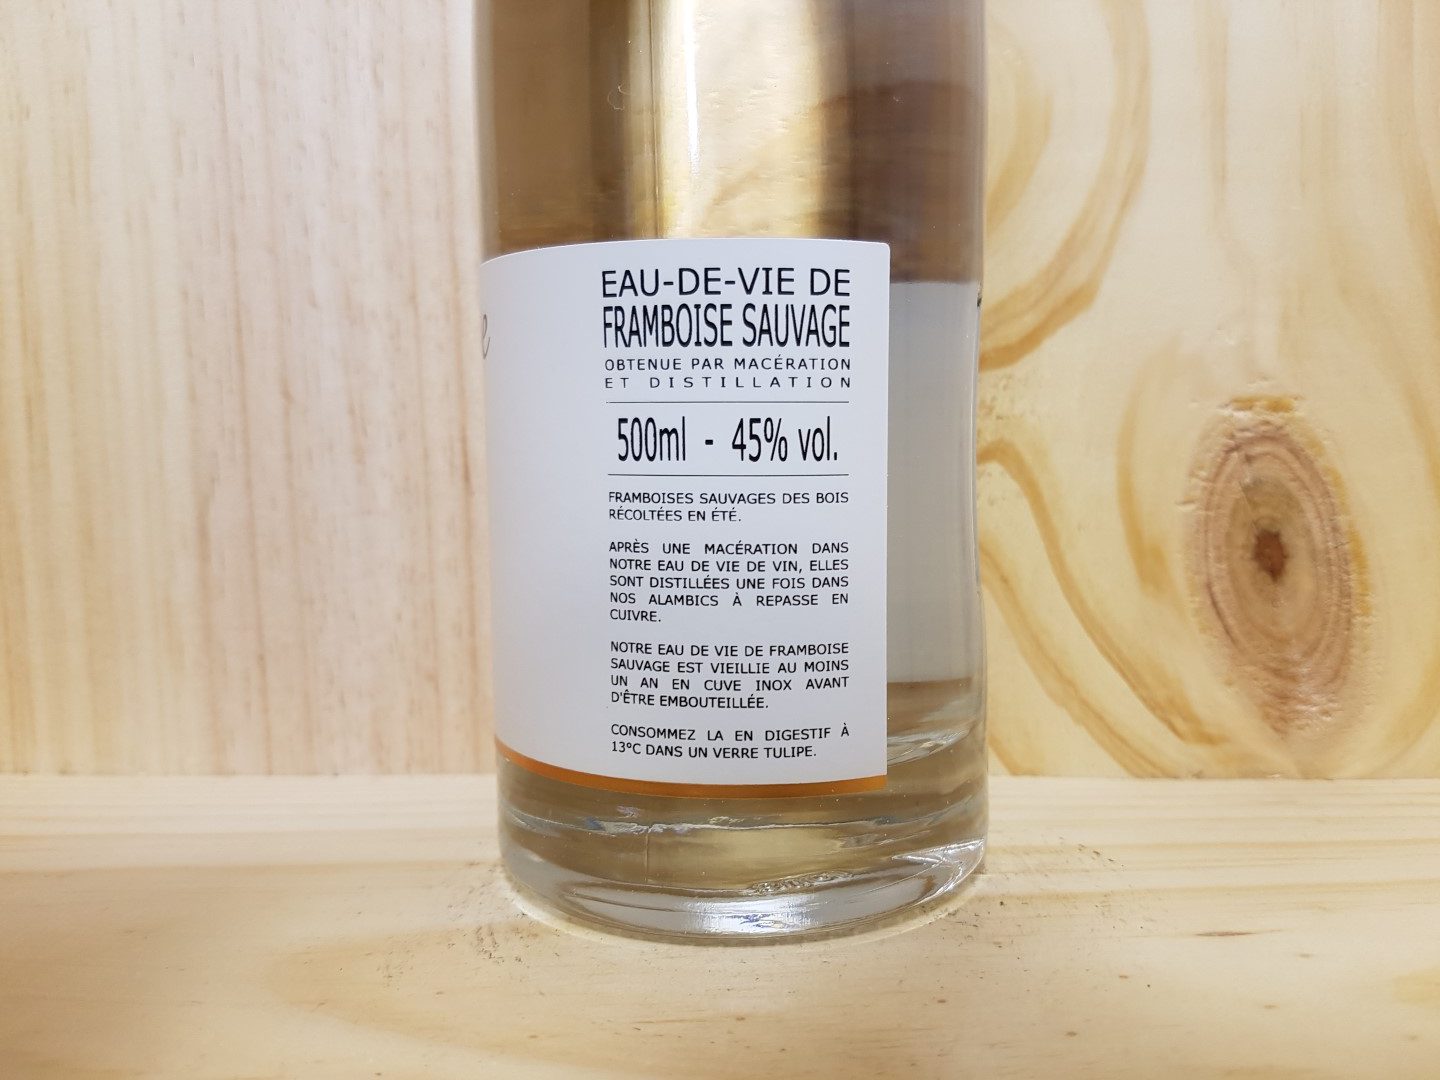 EAU-DE-VIE DE
FRAMBOISE SAUVAGE
OBTENUE PAR MACÉRATION
ET DISTILLATION
500ml - 45% vol.
FRAMBOISES SAUVAGES DES BOIS
RÉCOLTÉES EN ÉTÉ.
APRÈS UNE MACÉRATION DANS
NOTRE EAU DE VIE DE VIN, ELLES
SONT DISTILLÉES UNE FOIS DANS
NOS ALAMBICS À REPASSE EN
CUIVRE.
NOTRE EAU DE VIE DE FRAMBOISE
SAUVAGE EST VIEILLIE AU MOINS
UN AN EN CUVE INOX AVANT
D'ÊTRE EMBOUTEILLÉE.
CONSOMMEZ LA EN DIGESTIF À
13°C DANS UN VERRE TULIPE.